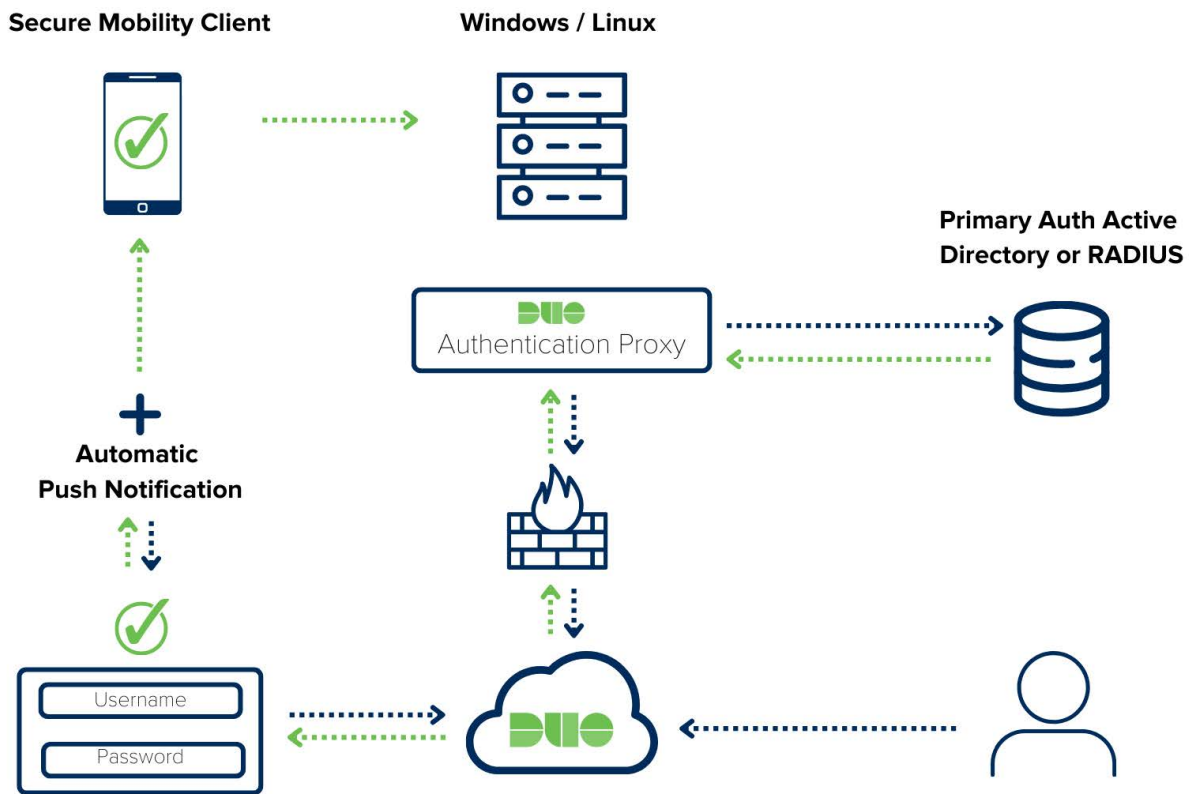 Secure Mobility Client
Windows / Linux
Primary Auth Active
Directory or RADIUS
DUO
Authentication Proxy
Automatic
Push Notification
Username
Password
DUO